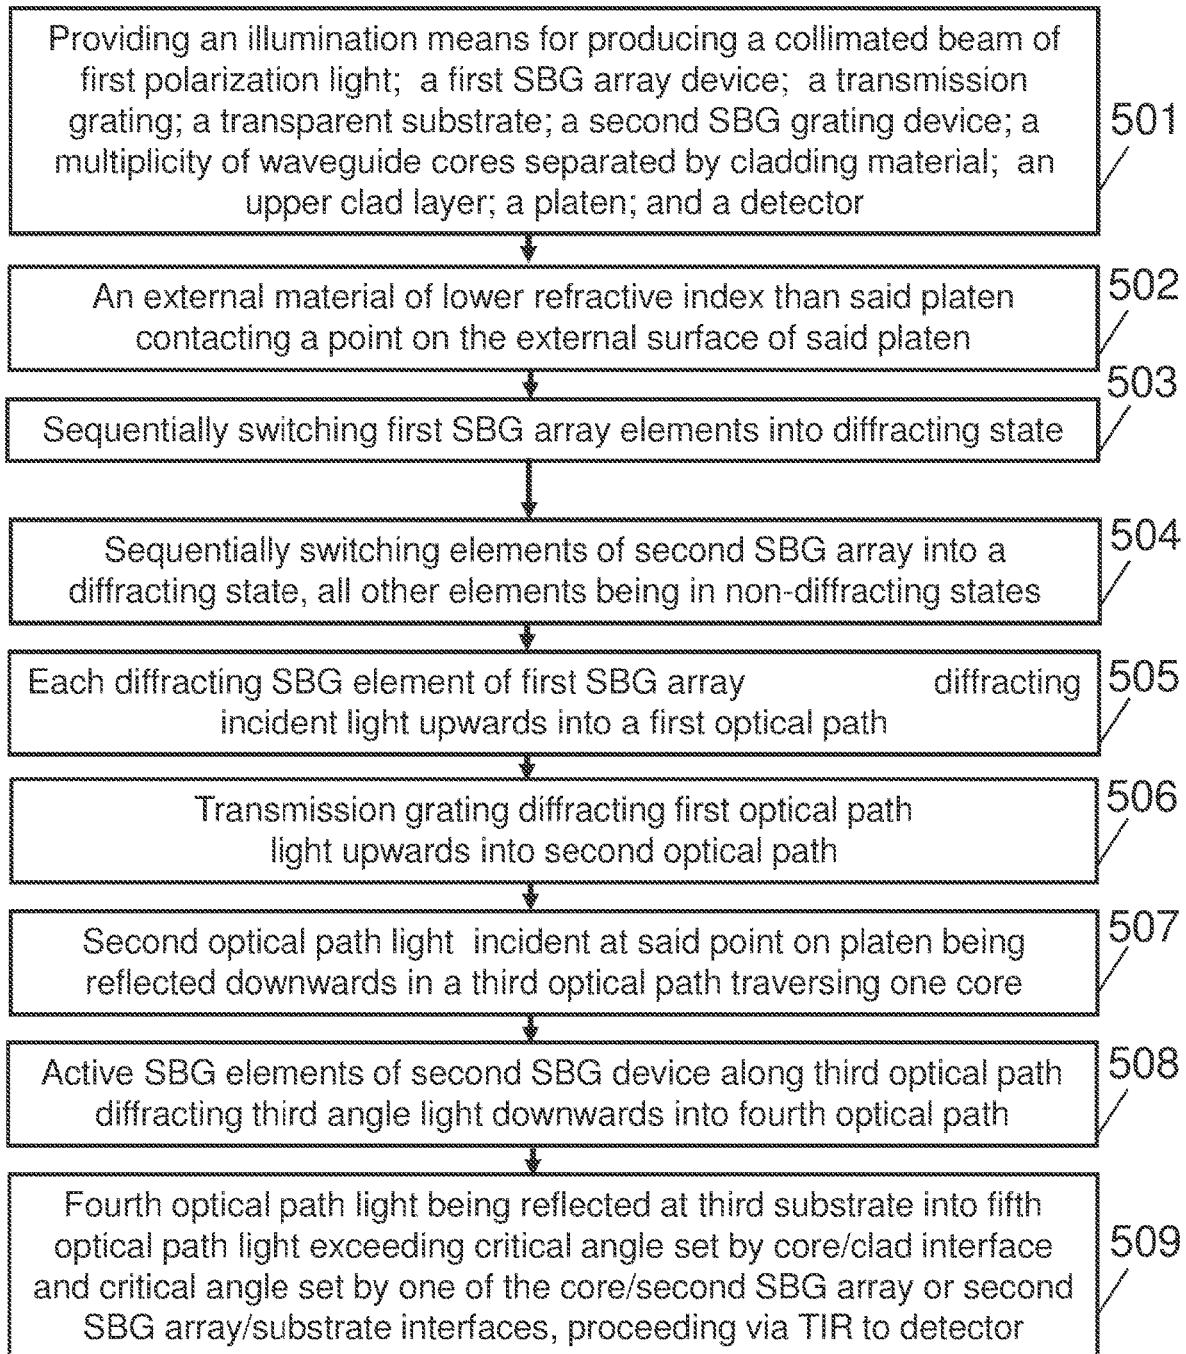 Providing an illumination means for producing a collimated beam of
first polarization light; a first SBG array device; a transmission
grating; a transparent substrate; a second SBG grating device; a
multiplicity of waveguide cores separated by cladding material; an
upper clad layer; a platen; and a detector
501
An external material of lower refractive index than said platen
contacting a point on the external surface of said platen
502
Sequentially switching first SBG array elements into diffracting state
503
Sequentially switching elements of second SBG array into a
diffracting state, all other elements being in non-diffracting states
504
Each diffracting SBG element of first SBG array diffracting
incident light upwards into a first optical path
505
Transmission grating diffracting first optical path
light upwards into second optical path
506
Second optical path light incident at said point on platen being
reflected downwards in a third optical path traversing one core
507
Active SBG elements of second SBG device along third optical path
diffracting third angle light downwards into fourth optical path
508
Fourth optical path light being reflected at third substrate into fifth
optical path light exceeding critical angle set by core/clad interface
and critical angle set by one of the core/second SBG array or second
SBG array/substrate interfaces, proceeding via TIR to detector
509